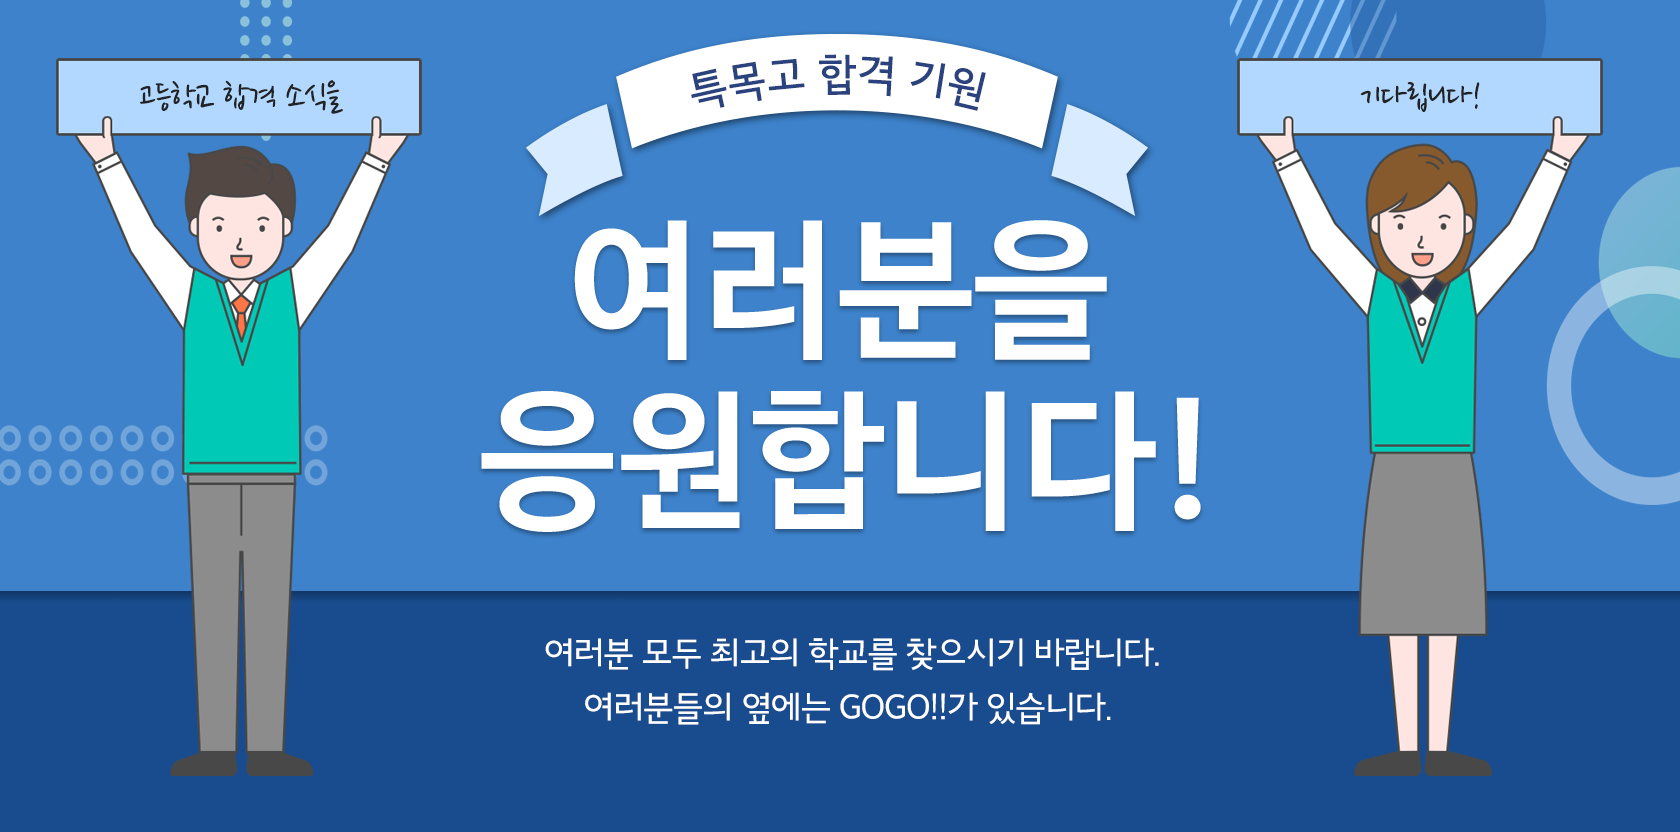 특목고 합격 기원
고등학교 합격 소식을
기다립니다!
여러분을
응원합니다!
여러분 모두 최고의 학교를 찾으시기 바랍니다.
여러분들의 옆에는 GOGO!!가 있습니다.